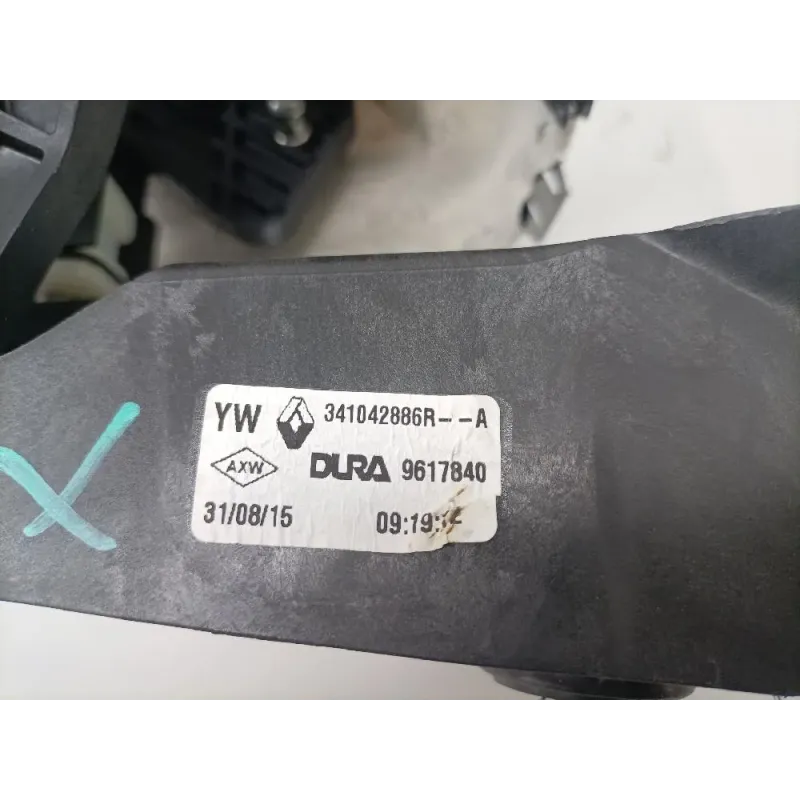 YW 341042886R--A
AXW DURA 9617840
31/08/15 09:19:
X